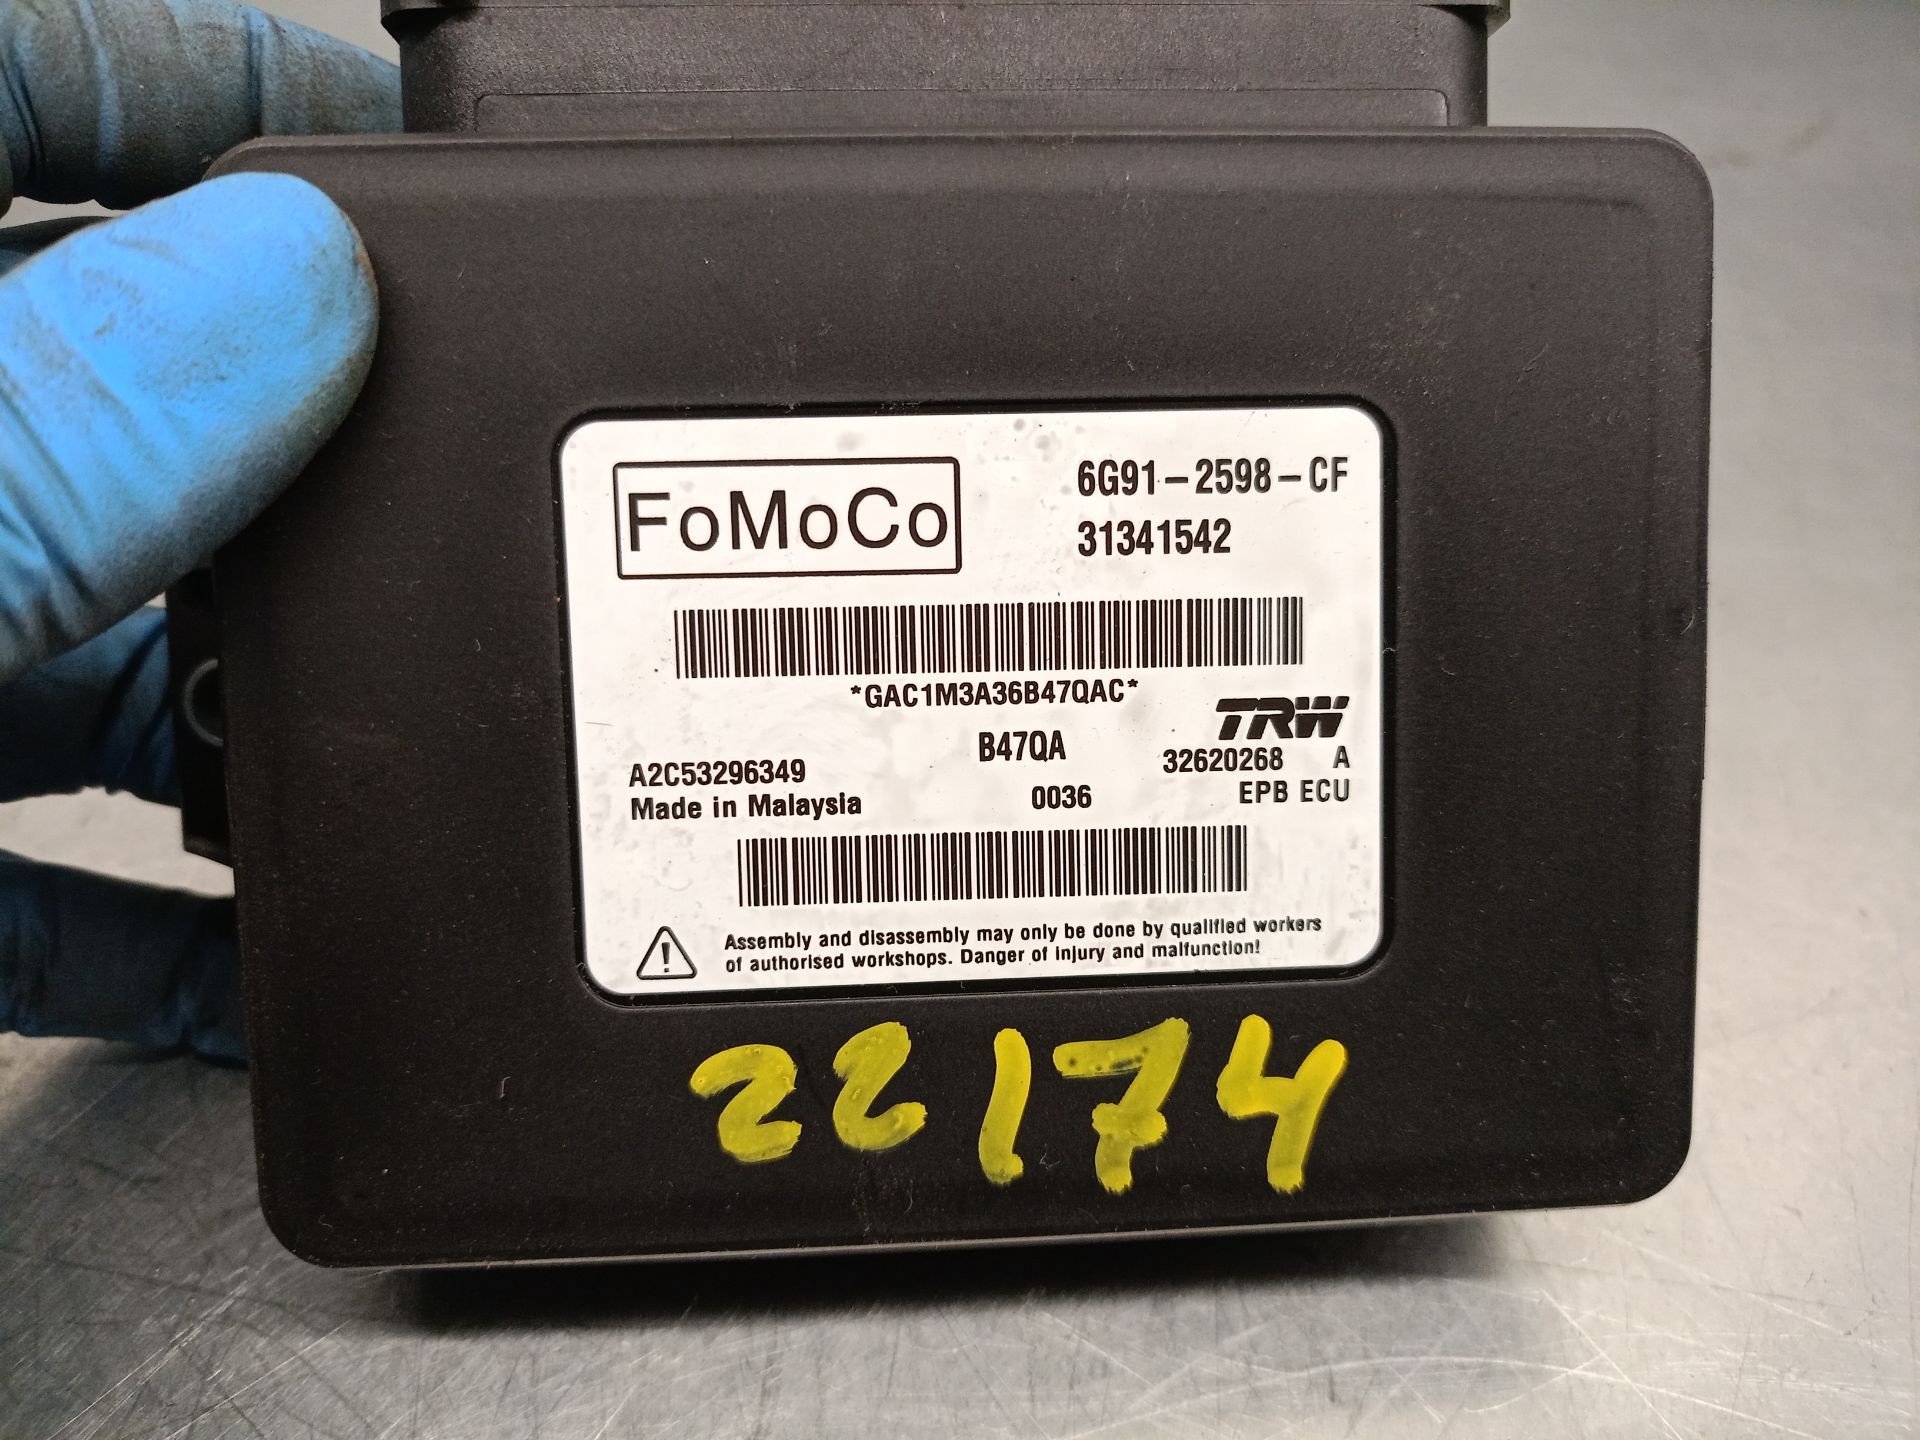 FoMoCo
6G91-2598-CF
31341542
*GAC1M3A36B47QAC*
TRW
A2C53296349
B47QA
32620268 A
Made in Malaysia
0036
EPB ECU
Assembly and disassembly may only be done by qualified workers
of authorised workshops. Danger of injury and malfunction!
22174